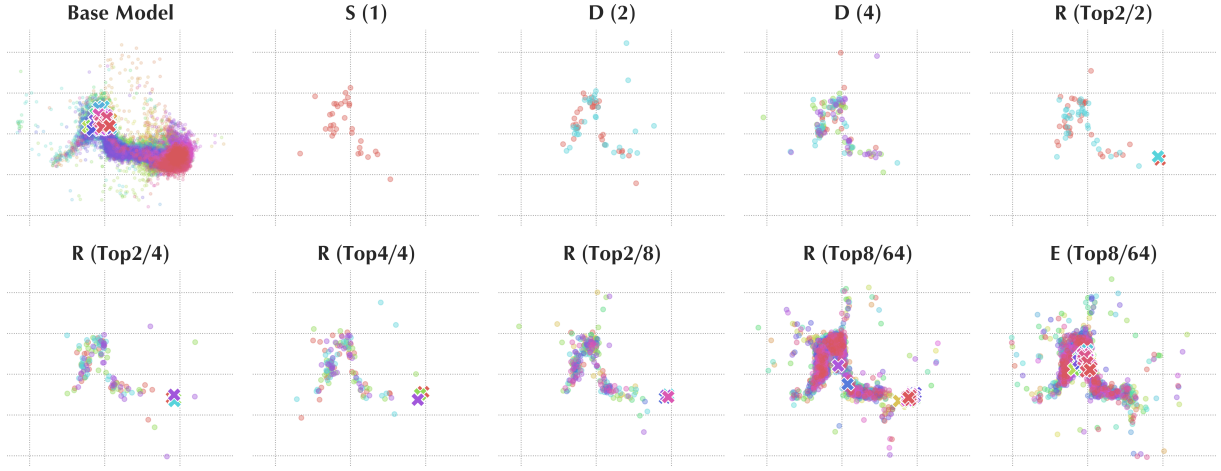 Base Model
S (1)
D (2)
D (4)
R (Top2/2)
R (Top2/4)
R (Top4/4)
R (Top2/8)
R (Top8/64)
E (Top8/64)